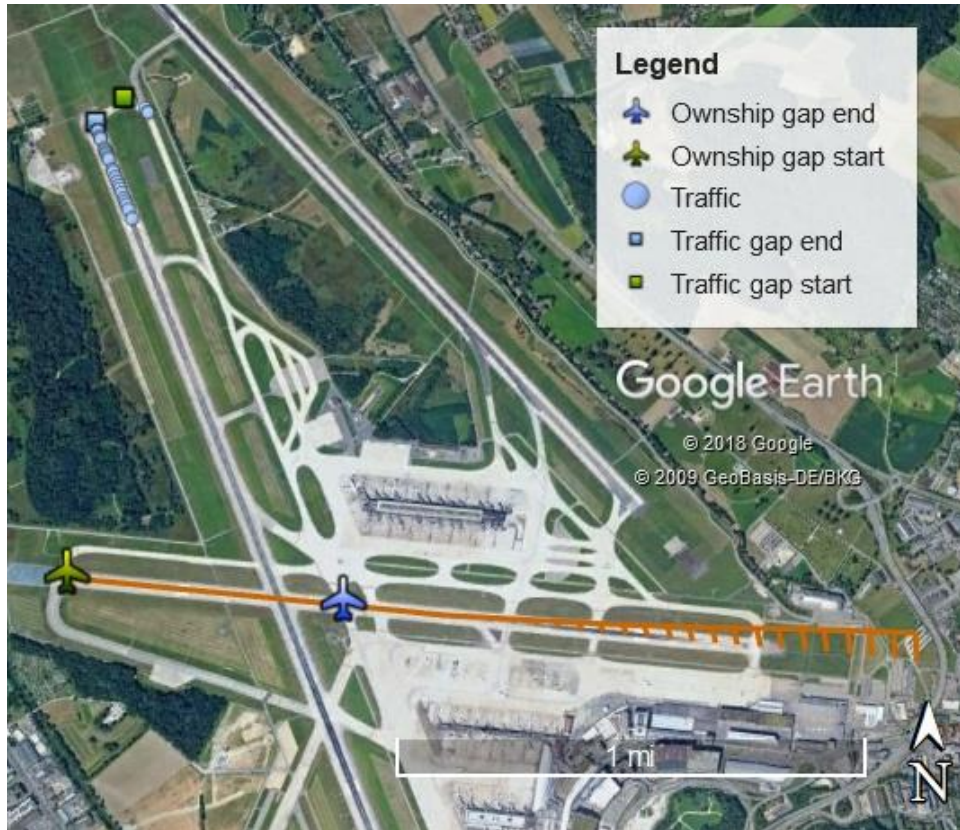 Legend
Ownship gap end
Ownship gap start
Traffic
Traffic gap end
Traffic gap start
Google Earth
© 2018 Google
© 2009 GeoBasis-DE/BKG
1 mi
N